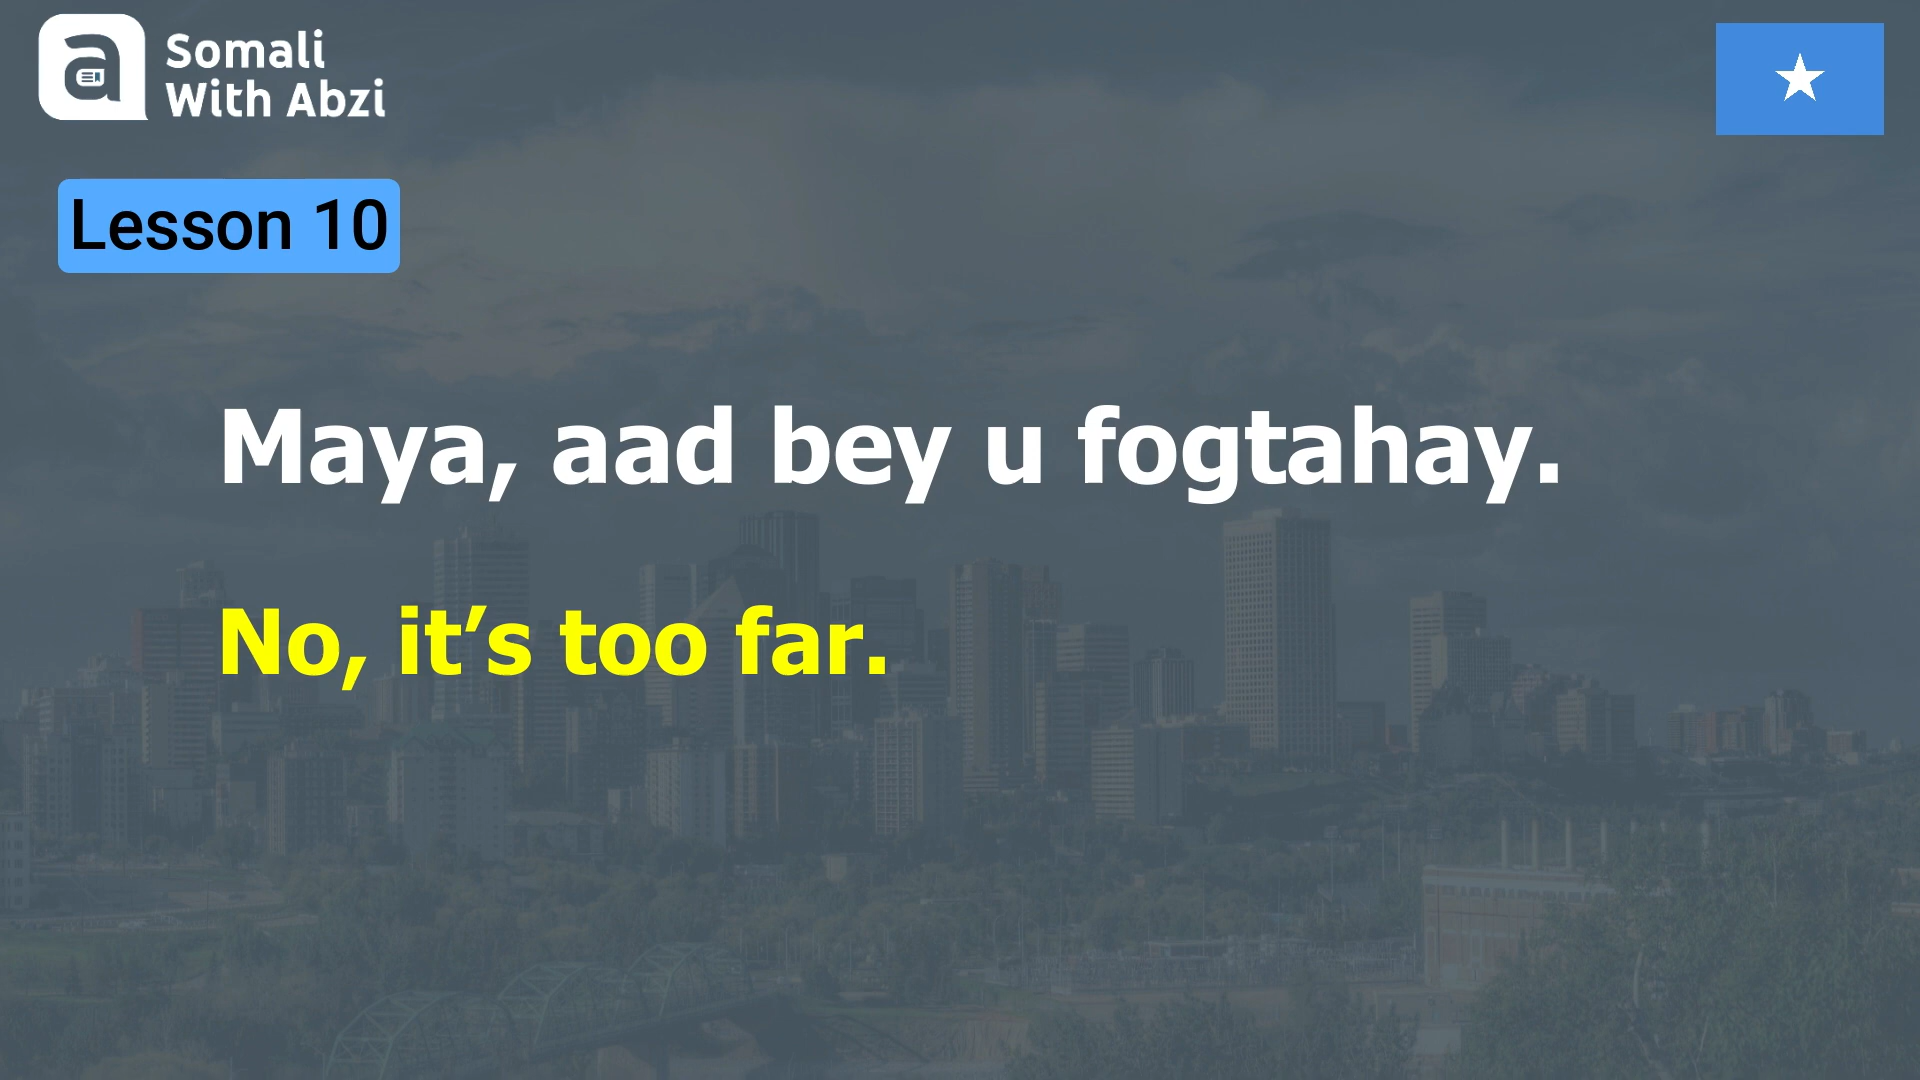 Somali
With Abzi
Lesson 10
Maya, aad bey u fogtahay.
No, it’s too far.